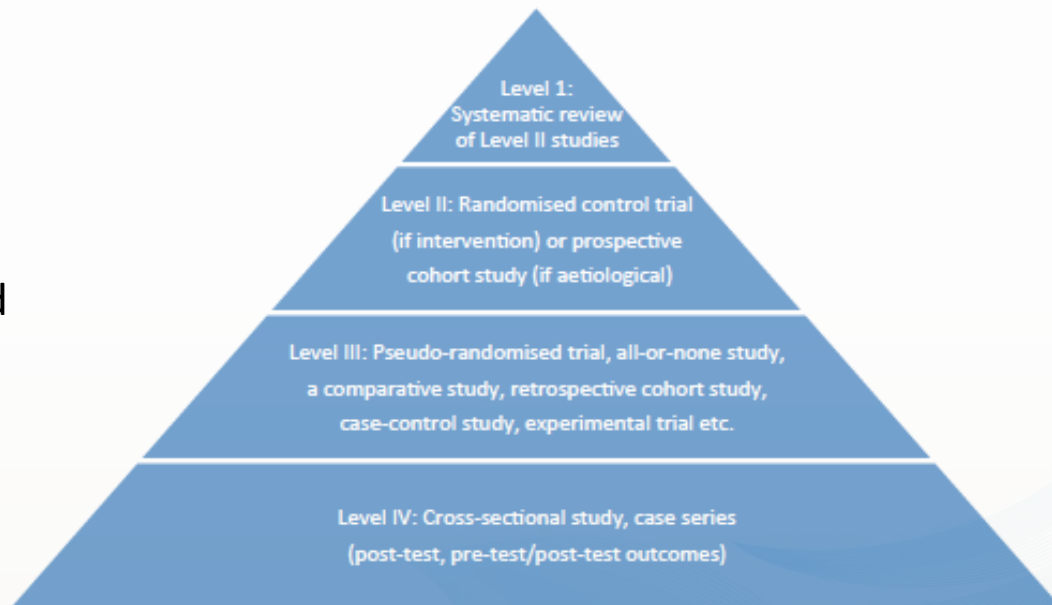 Level 1:
Systematic review
of Level II studies
Level II: Randomised control trial
(if intervention) or prospective
cohort study (if aetiological)
Level III: Pseudo-randomised trial, all-or-none study,
a comparative study, retrospective cohort study,
case-control study, experimental trial etc.
Level IV: Cross-sectional study, case series
(post-test, pre-test/post-test outcomes)